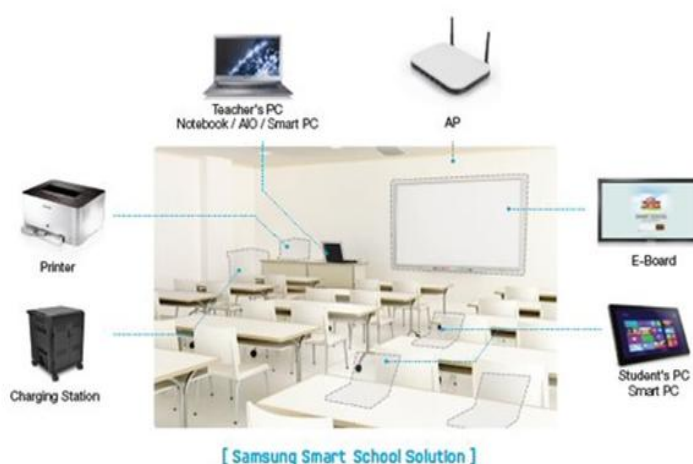 Teacher's PC
Notebook / AIO / Smart PC
AP
Printer
E-Board
Charging Station
Student's PC
Smart PC
[ Samsung Smart School Solution ]